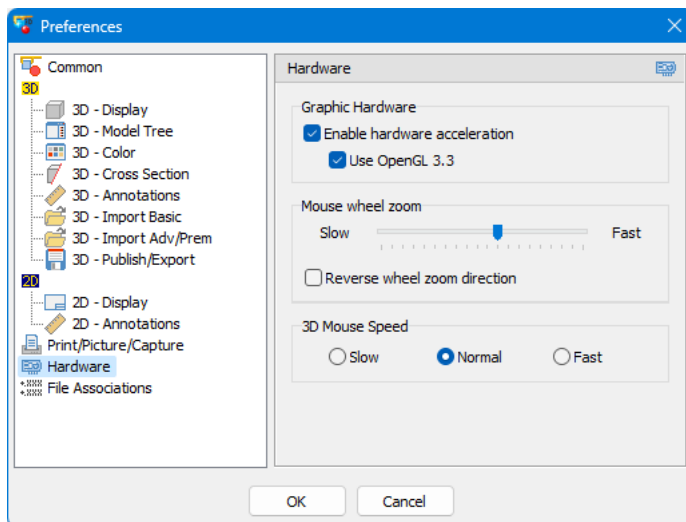 Preferences
Common
3D
3D - Display
3D - Model Tree
3D - Color
3D - Cross Section
3D - Annotations
3D - Import Basic
3D - Import Adv/Prem
3D - Publish/Export
2D
2D - Display
2D - Annotations
Print/Picture/Capture
Hardware
File Associations
Hardware
Graphic Hardware
Enable hardware acceleration
Use OpenGL 3.3
Mouse wheel zoom
Slow Fast
Reverse wheel zoom direction
3D Mouse Speed
Slow Normal Fast
OK Cancel